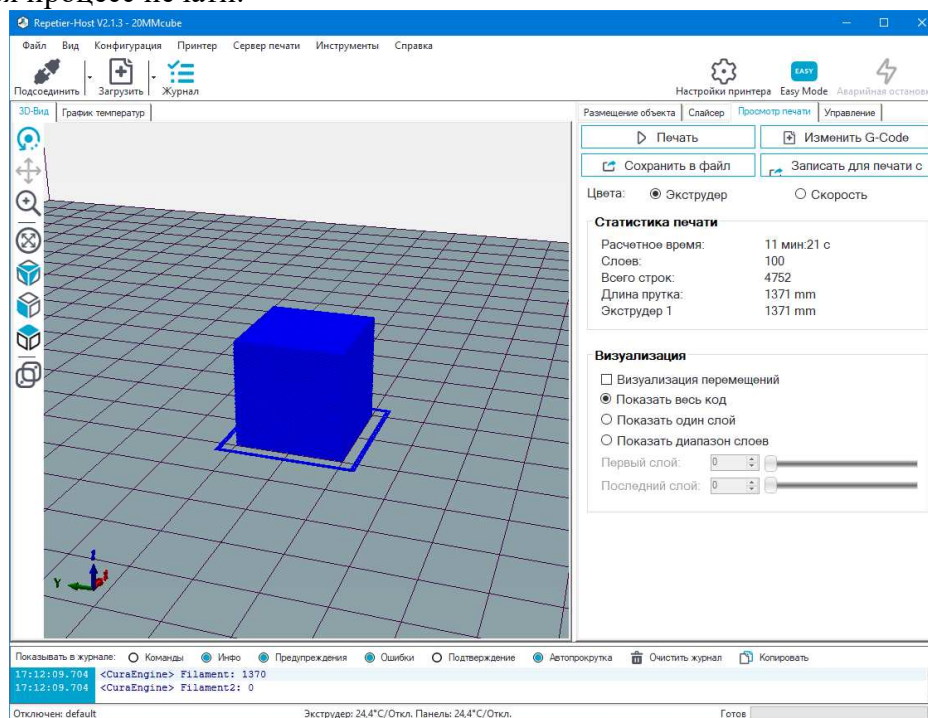 я процессе печати.
Repetier-Host V2.1.3 - 20MMcube
Файл Вид Конфигурация Принтер Сервер печати Инструменты Справка
Подсоединить Загрузить Журнал Настройки принтера EASY Easy Mode Аварийная останов
3D-Вид График температур
Размещение объекта Слайсер Просмотр печати Управление
Печать Изменить G-Code
Сохранить в файл Записать для печати с
Цвета: Экструдер Скорость
Статистика печати
Расчетное время: 11 мин:21 с
Слоев: 100
Всего строк: 4752
Длина прутка: 1371 mm
Экструдер 1 1371 mm
Визуализация
Визуализация перемещений
Показать весь код
Показать один слой
Показать диапазон слоев
Первый слой: 0
Последний слой: 0
Y
Показывать в журнале: Команды Инфо Предупреждения Ошибки Подтверждение Автопрокрутка Очистить журнал Копировать
17:12:09.704 <CuraEngine> Filament: 1370
17:12:09.704 <CuraEngine> Filament2: 0
Отключен: default Экструдер: 24,4°C/Откл. Панель: 24,4°C/Откл. Готов